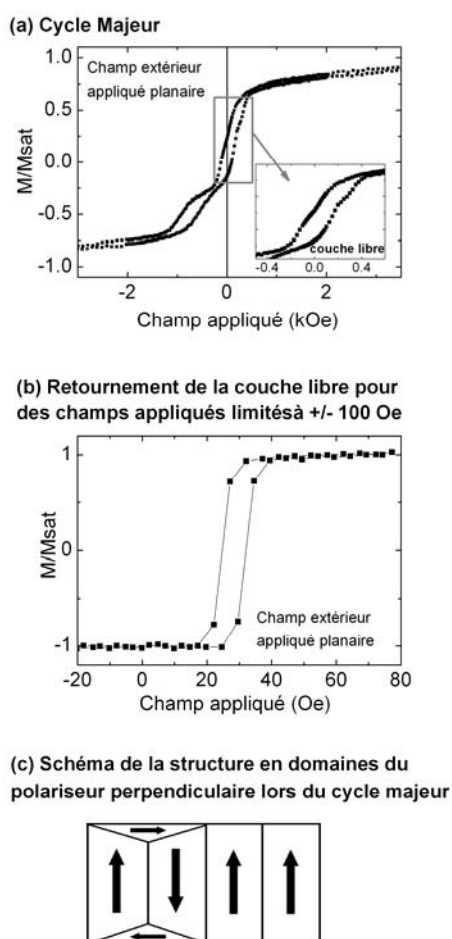 (a) Cycle Majeur
1.0
0.5
0.0
-0.5
-1.0
M/Msat
Champ extérieur
appliqué planaire
couche libre
-0.4
0.0
0.4
-2
0
2
Champ appliqué (kOe)
(b) Retournement de la couche libre pour
des champs appliqués limitésà +/- 100 Oe
1
0
-1
M/Msat
Champ extérieur
appliqué planaire
-20
0
20
40
60
80
Champ appliqué (Oe)
(c) Schéma de la structure en domaines du
polariseur perpendiculaire lors du cycle majeur